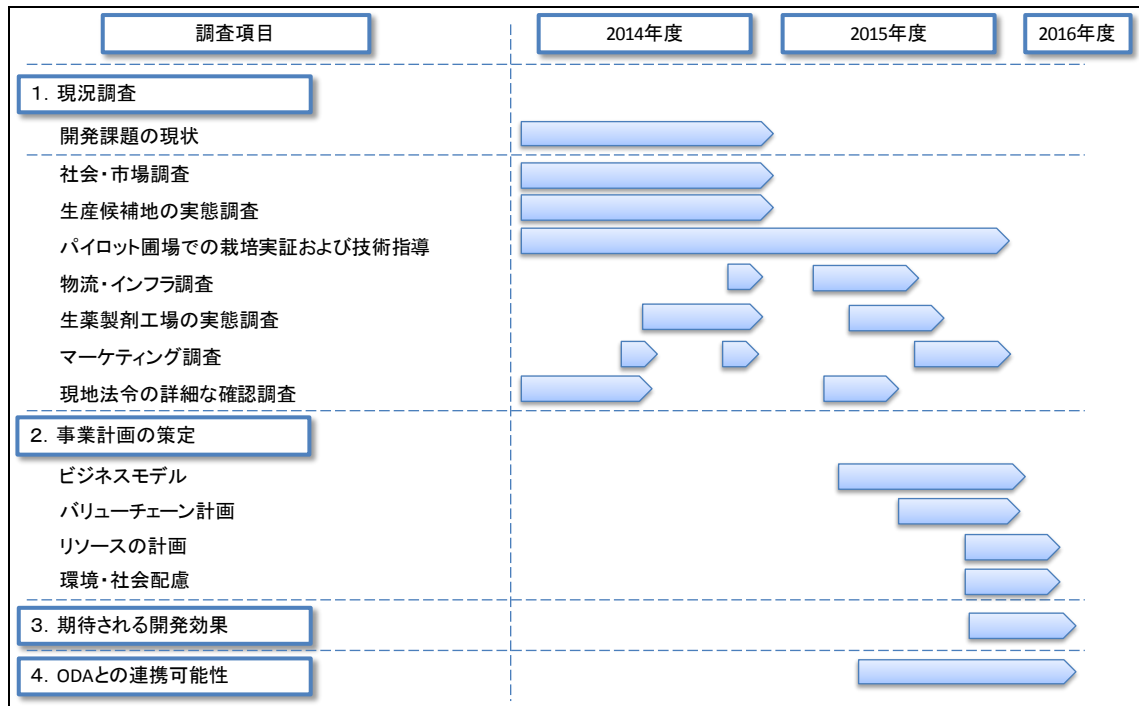 調査項目
2014年度
2015年度
2016年度
1．現況調査
開発課題の現状
社会・市場調査
生産候補地の実態調査
パイロット圃場での栽培実証および技術指導
物流・インフラ調査
生薬製剤工場の実態調査
マーケティング調査
現地法令の詳細な確認調査
2．事業計画の策定
ビジネスモデル
バリューチェーン計画
リソースの計画
環境・社会配慮
3．期待される開発効果
4．ODAとの連携可能性